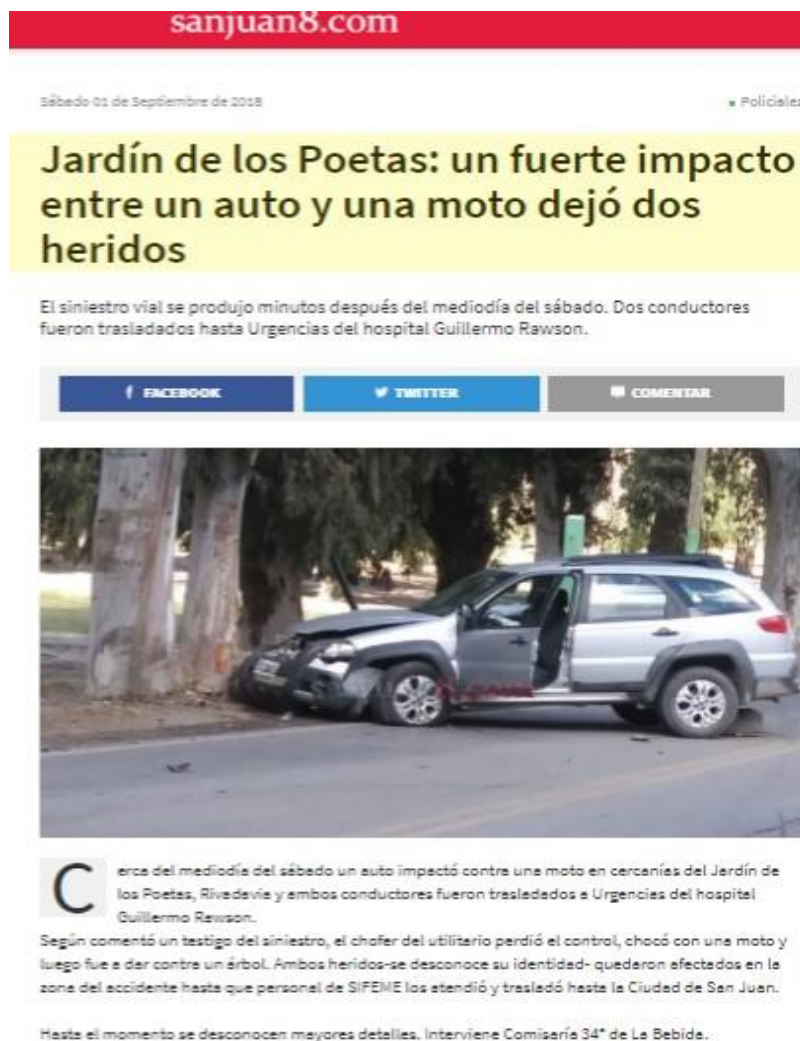 sanjuan8.com
Sábado 01 de Septiembre de 2018
Policiales
Jardín de los Poetas: un fuerte impacto
entre un auto y una moto dejó dos
heridos
El siniestro vial se produjo minutos después del mediodía del sábado. Dos conductores
fueron trasladados hasta Urgencias del hospital Guillermo Rawson.
FACEBOOK
TWITTER
COMENTAR
Cerca del mediodía del sábado un auto impactó contra una moto en cercanías del Jardín de
los Poetas, Rivadavia y ambos conductores fueron trasladados a Urgencias del hospital
Guillermo Rawson.
Según comentó un testigo del siniestro, el chofer del utilitario perdió el control, chocó con una moto y
luego fue a dar contra un árbol. Ambos heridos-se desconoce su identidad- quedaron afectados en la
zona del accidente hasta que personal de SIFEME los atendió y trasladó hasta la Ciudad de San Juan.
Hasta el momento se desconocen mayores detalles. Interviene Comisaría 34° de La Bebida.